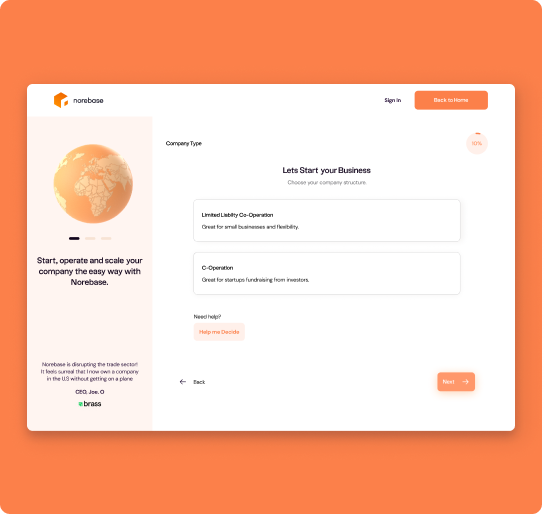 norebase
Sign in
Back to Home
Start, operate and scale your
company the easy way with
Norebase.
Norebase is disrupting the trade sector!
It feels surreal that I now own a company
in the U.S without getting on a plane
CEO, Joe. O
brass
Company Type
10%
Lets Start your Business
Choose your company structure.
Limited Liablity Co-Operation
Great for small businesses and flexibility.
C-Operation
Great for startups fundraising from investors.
Need help?
Help me Decide
Back
Next